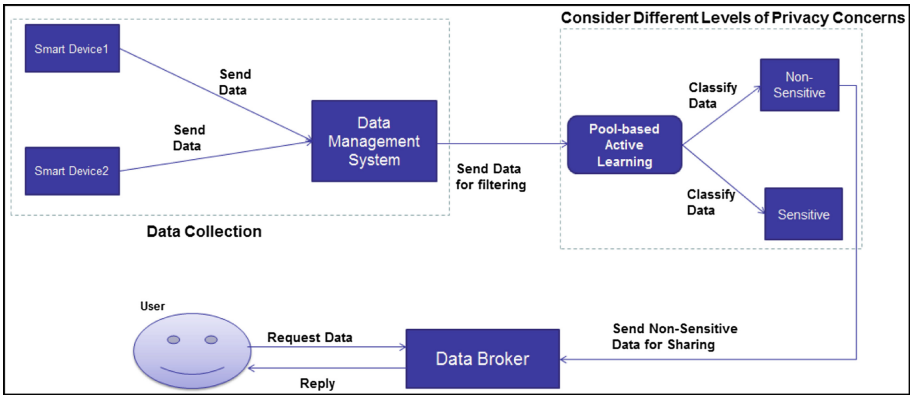 Consider Different Levels of Privacy Concerns
Smart Device1
Send
Data
Data
Management
System
Send
Data
Smart Device2
Data Collection
Send Data
for filtering
Pool-based
Active
Learning
Classify
Data
Non-
Sensitive
Classify
Data
Sensitive
User
Request Data
Reply
Data Broker
Send Non-Sensitive
Data for Sharing